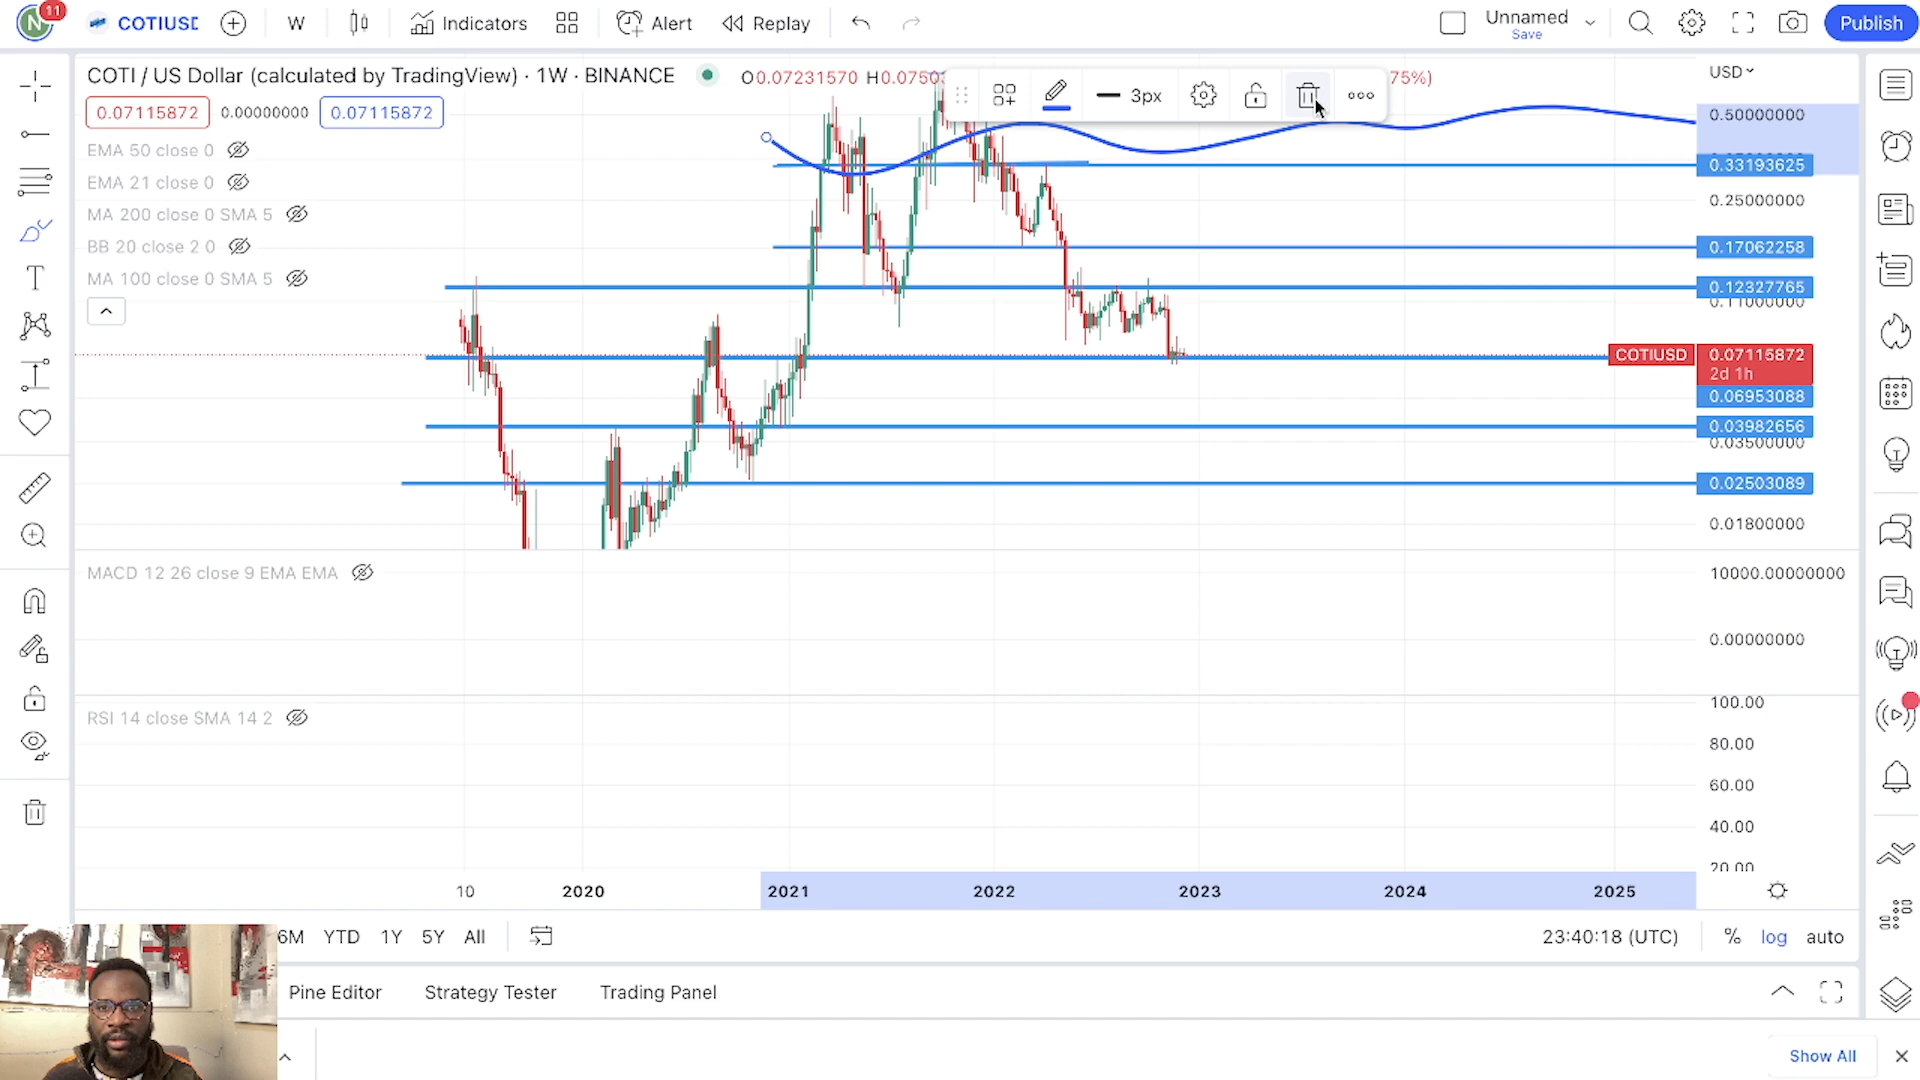 N 11 COTIUSD W Indicators Alert Replay Unnamed Save Publish
COTI / US Dollar (calculated by TradingView) · 1W · BINANCE O0.07231570 H0.0750 75%) USD
3px
0.07115872 0.00000000 0.07115872
0.50000000
EMA 50 close 0
0.33193625
EMA 21 close 0
0.25000000
MA 200 close 0 SMA 5
BB 20 close 2 0
0.17062258
MA 100 close 0 SMA 5
0.12327765
0.11000000
COTIUSD 0.07115872
2d 1h
0.06953088
0.03982656
0.03500000
0.02503089
0.01800000
MACD 12 26 close 9 EMA EMA
10000.00000000
0.00000000
RSI 14 close SMA 14 2
100.00
80.00
60.00
40.00
20.00
10 2020 2021 2022 2023 2024 2025
6M YTD 1Y 5Y All 23:40:18 (UTC) % log auto
Pine Editor Strategy Tester Trading Panel
Show All